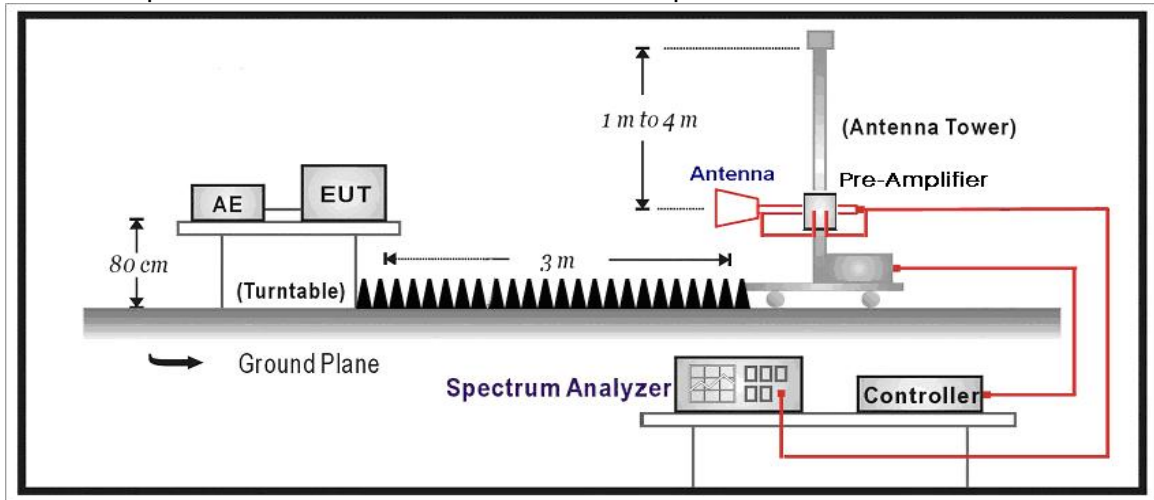 1 m to 4 m
(Antenna Tower)
Antenna
Pre-Amplifier
AE
EUT
80 cm
3 m
(Turntable)
Ground Plane
Spectrum Analyzer
Controller